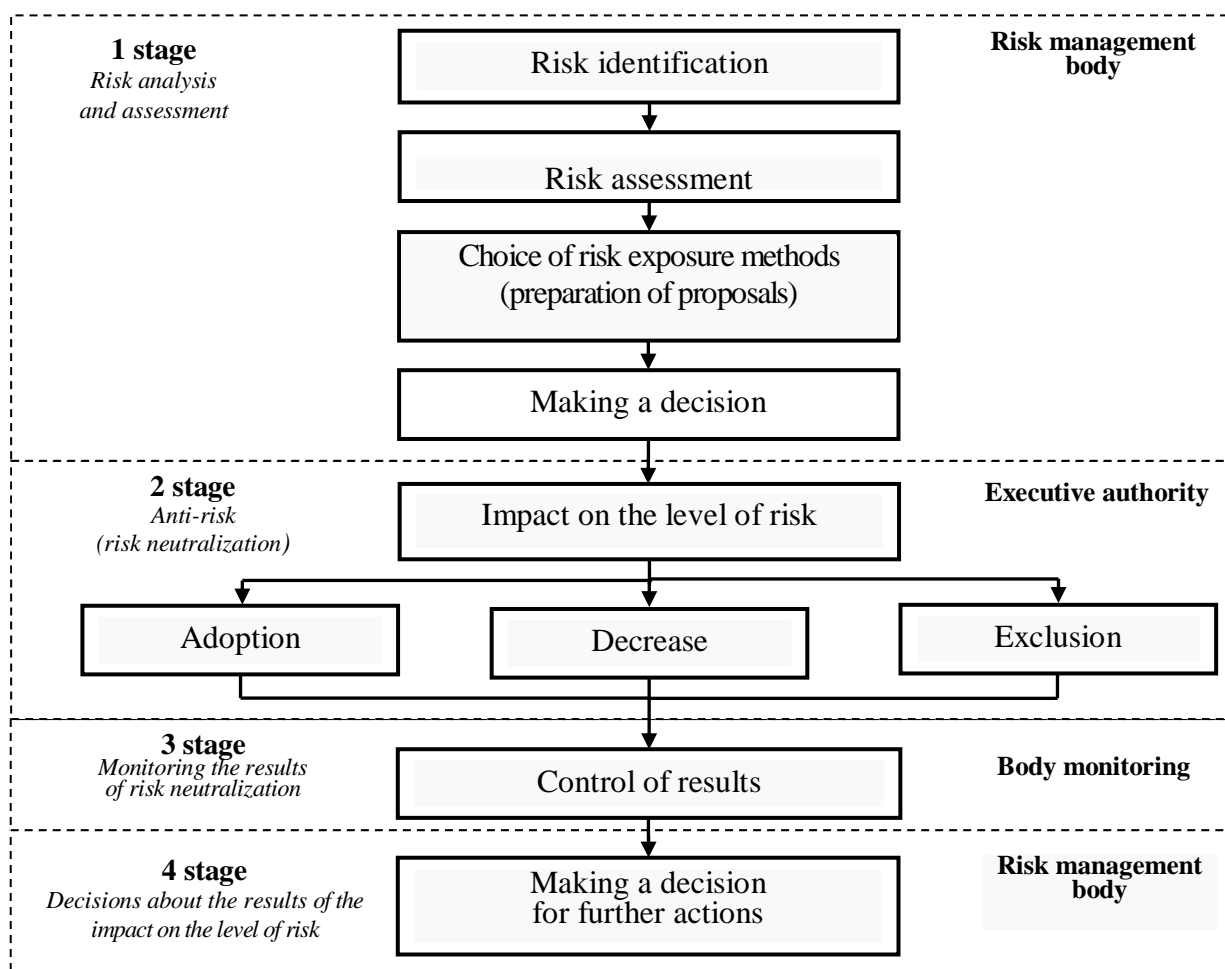 1 stage
Risk analysis
and assessment
Risk identification
Risk management
body
Risk assessment
Choice of risk exposure methods
(preparation of proposals)
Making a decision
2 stage
Anti-risk
(risk neutralization)
Impact on the level of risk
Executive authority
Adoption
Decrease
Exclusion
3 stage
Monitoring the results
of risk neutralization
Control of results
Body monitoring
4 stage
Decisions about the results of the
impact on the level of risk
Making a decision
for further actions
Risk management
body